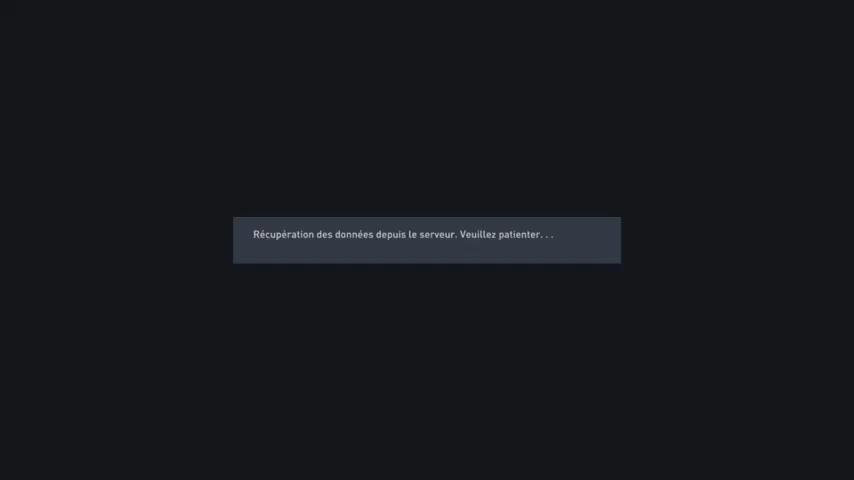 Récupération des données depuis le serveur. Veuillez patienter. . .